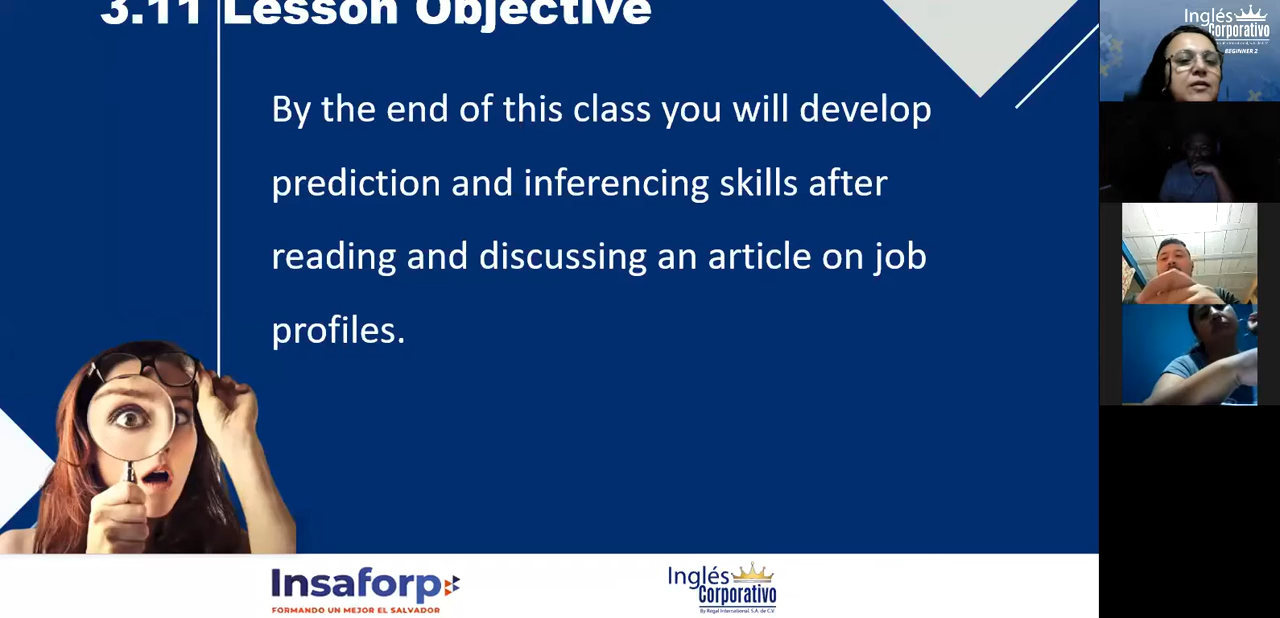 3.11 Lesson Objective
By the end of this class you will develop
prediction and inferencing skills after
reading and discussing an article on job
profiles.
Insaforp
FORMANDO UN MEJOR EL SALVADOR
Inglés
Corporativo
By Regal International, S.A. de C.V.
Inglés
Corporativo
BEGINNER 2